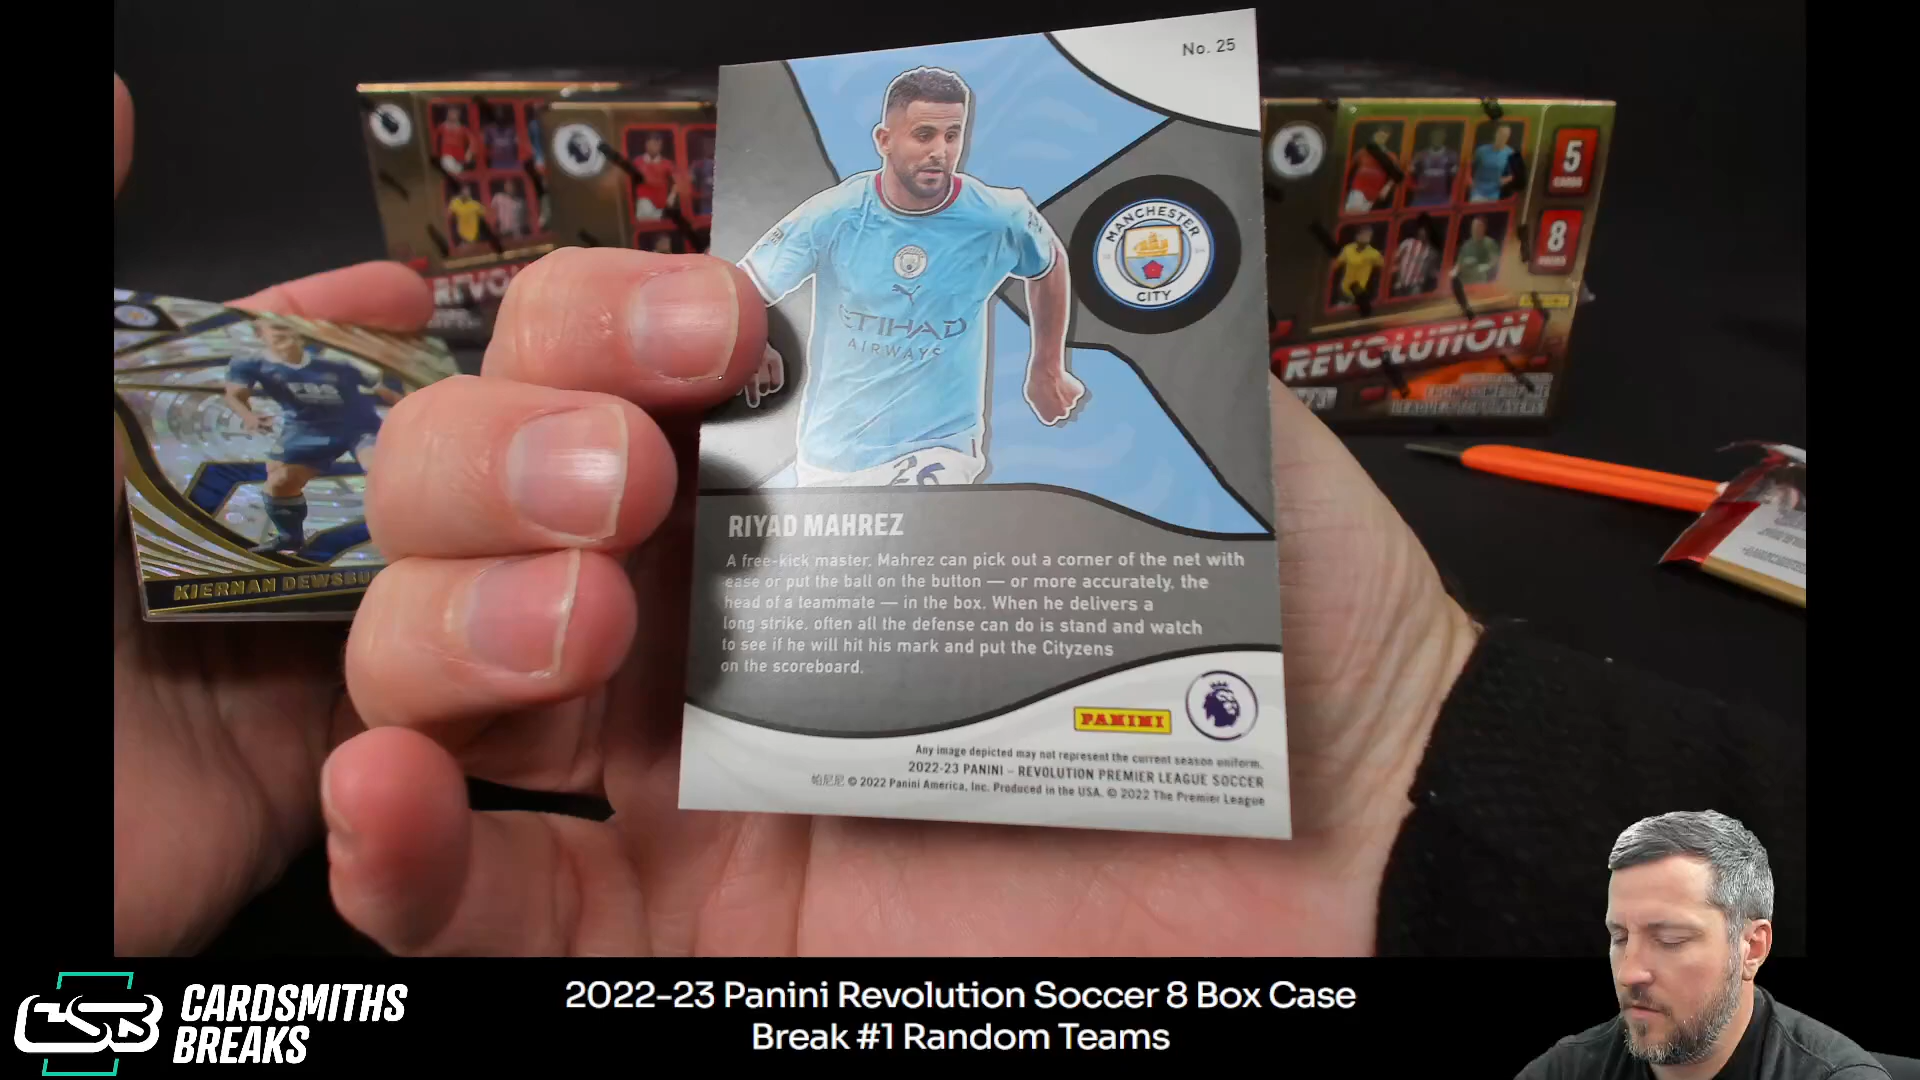 No. 25
MANCHESTER
CITY
ETIHAD
AIRWAYS
26
RIYAD MAHREZ
A free-kick master, Mahrez can pick out a corner of the net with
ease or put the ball on the button — or more accurately, the
head of a teammate — in the box. When he delivers a
long strike, often all the defense can do is stand and watch
to see if he will hit his mark and put the Cityzens
on the scoreboard.
PANINI
Any image depicted may not represent the current season uniform.
2022-23 PANINI – REVOLUTION PREMIER LEAGUE SOCCER
帕尼尼 © 2022 Panini America, Inc. Produced in the USA. © 2022 The Premier League
KIERNAN DEWSBU
5
CARDS
8
PACKS
REVOLUTION
CARDSMITHS
BREAKS
2022-23 Panini Revolution Soccer 8 Box Case
Break #1 Random Teams